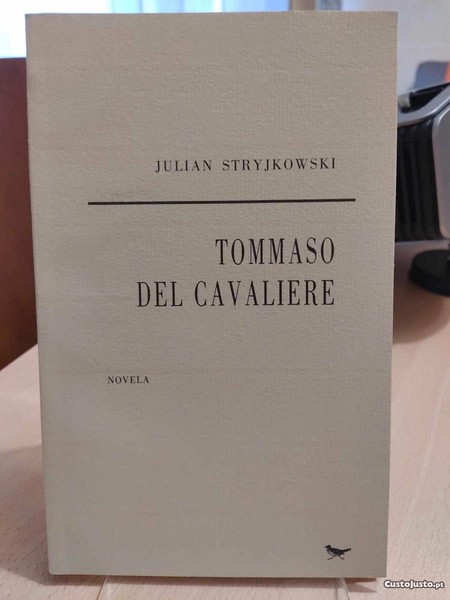 JULIAN STRYJKOWSKI
TOMMASO
DEL CAVALIERE
NOVELA
Custojusto.pt